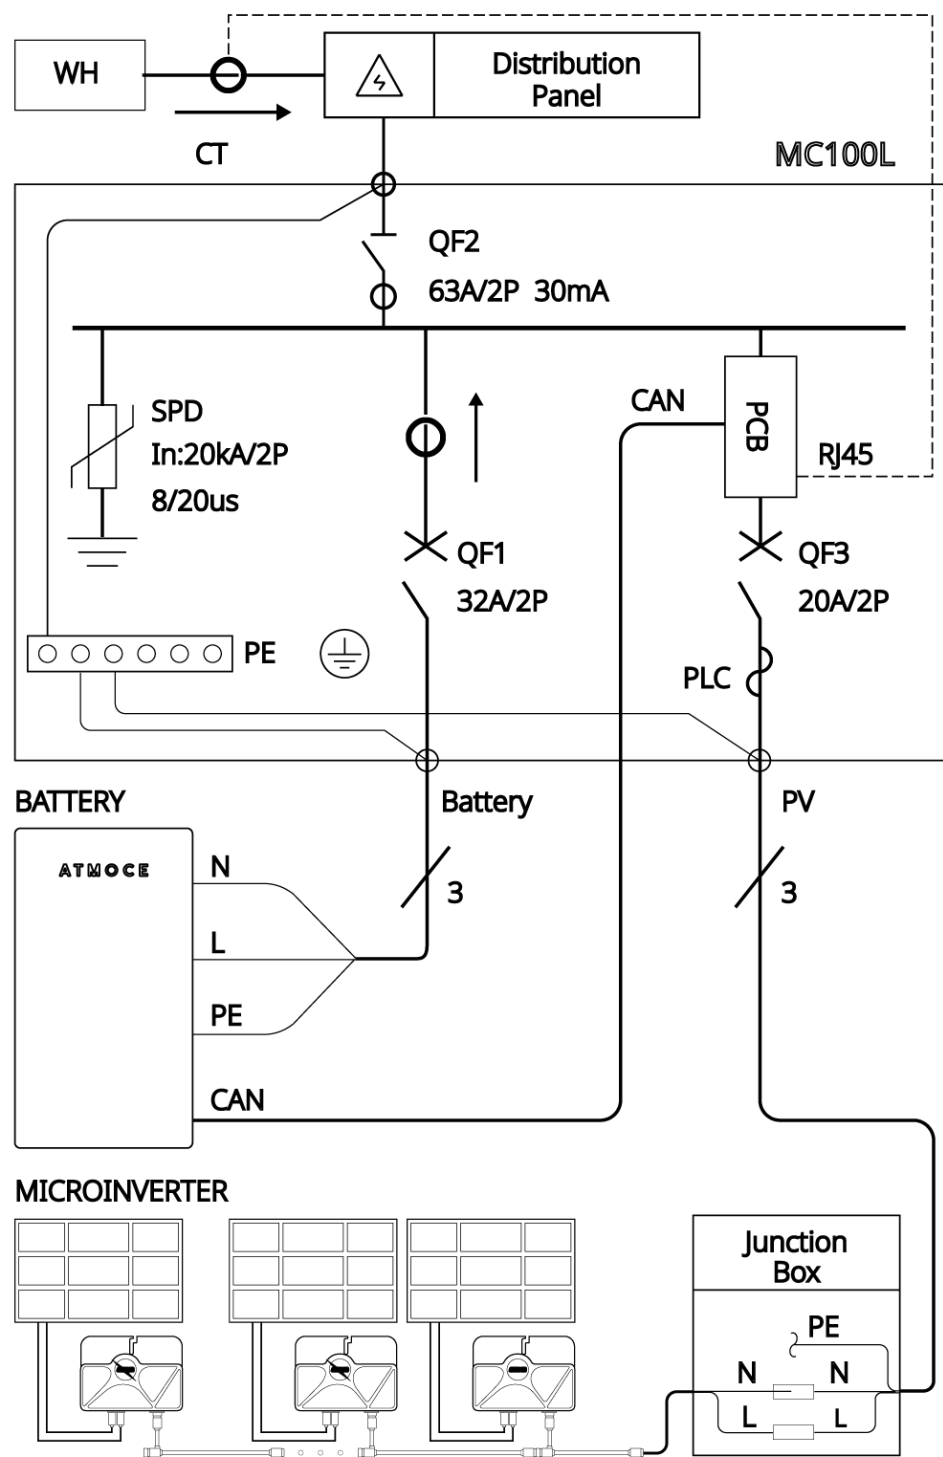 WH
Distribution
Panel
CT
MC100L
QF2
63A/2P 30mA
CAN
PCB
SPD
In:20kA/2P
8/20us
RJ45
QF1
32A/2P
QF3
20A/2P
PE
PLC
BATTERY
Battery
PV
ATMOCE
N
3
3
L
PE
CAN
MICROINVERTER
Junction
Box
PE
N
N
L
L